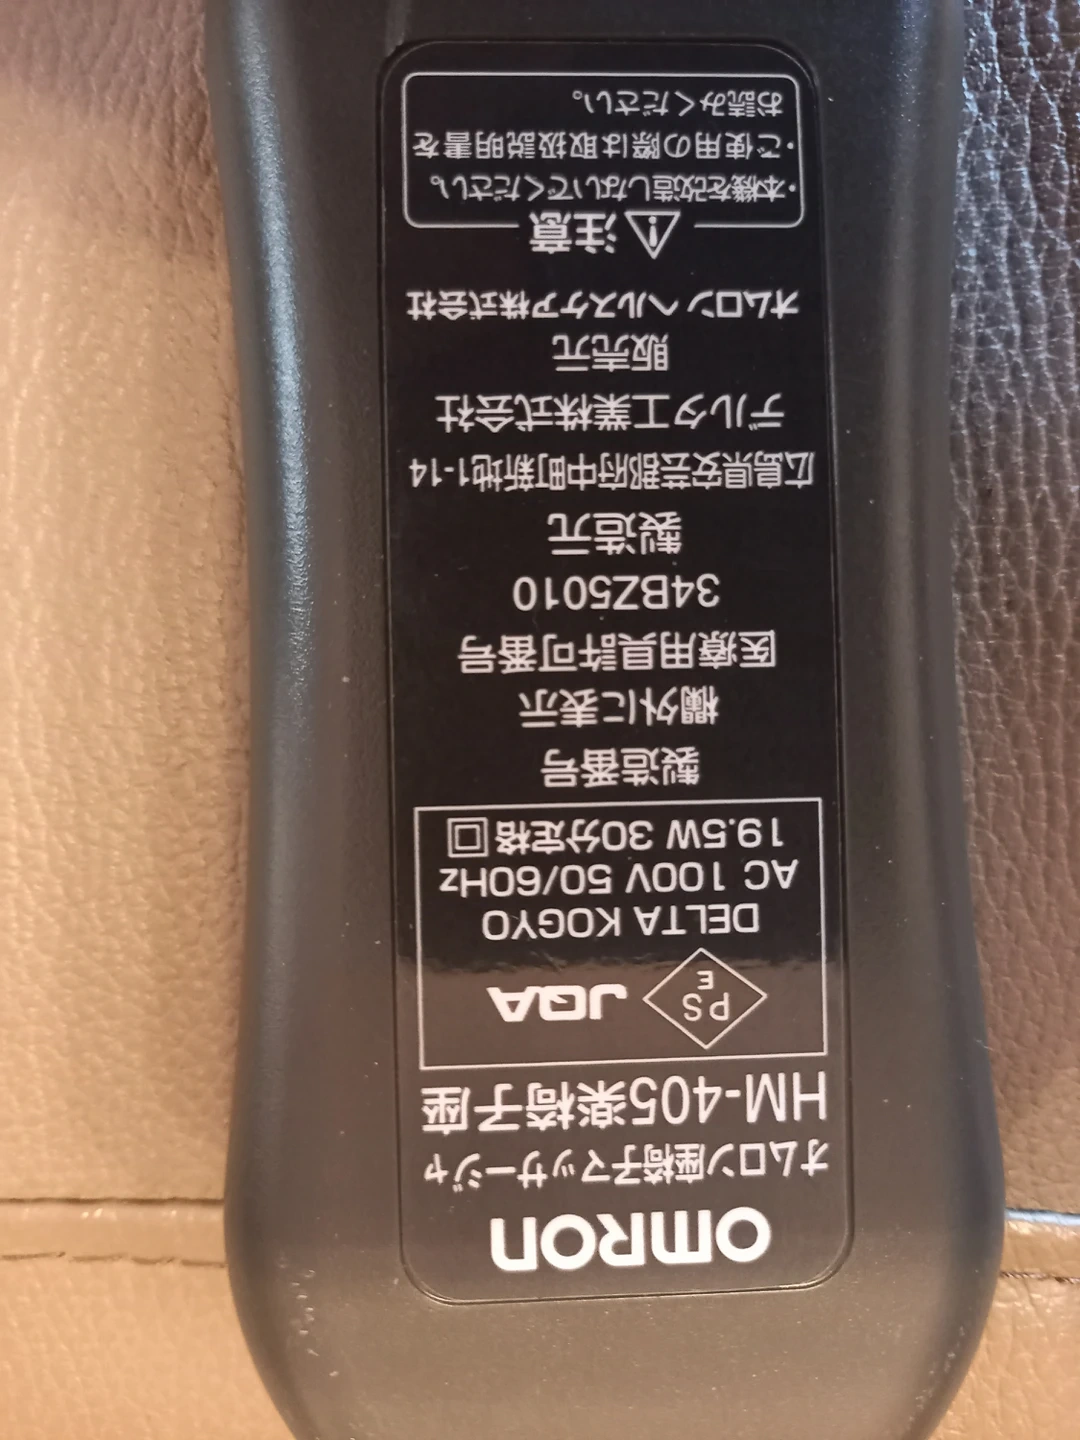 OMRON
オムロン座椅子マッサージャ
HM-405楽椅子座
PS
E
JQA
DELTA KOGYO
AC 100V 50/60Hz
19.5W 30分定格
製造番号
欄外に表示
医療用具許可番号
34BZ5010
製造元
広島県安芸郡府中町新地1-14
デルタ工業株式会社
販売元
オムロン ヘルスケア株式会社
注意
・本機を改造しないでください。
・ご使用の際は取扱説明書を
お読みください。